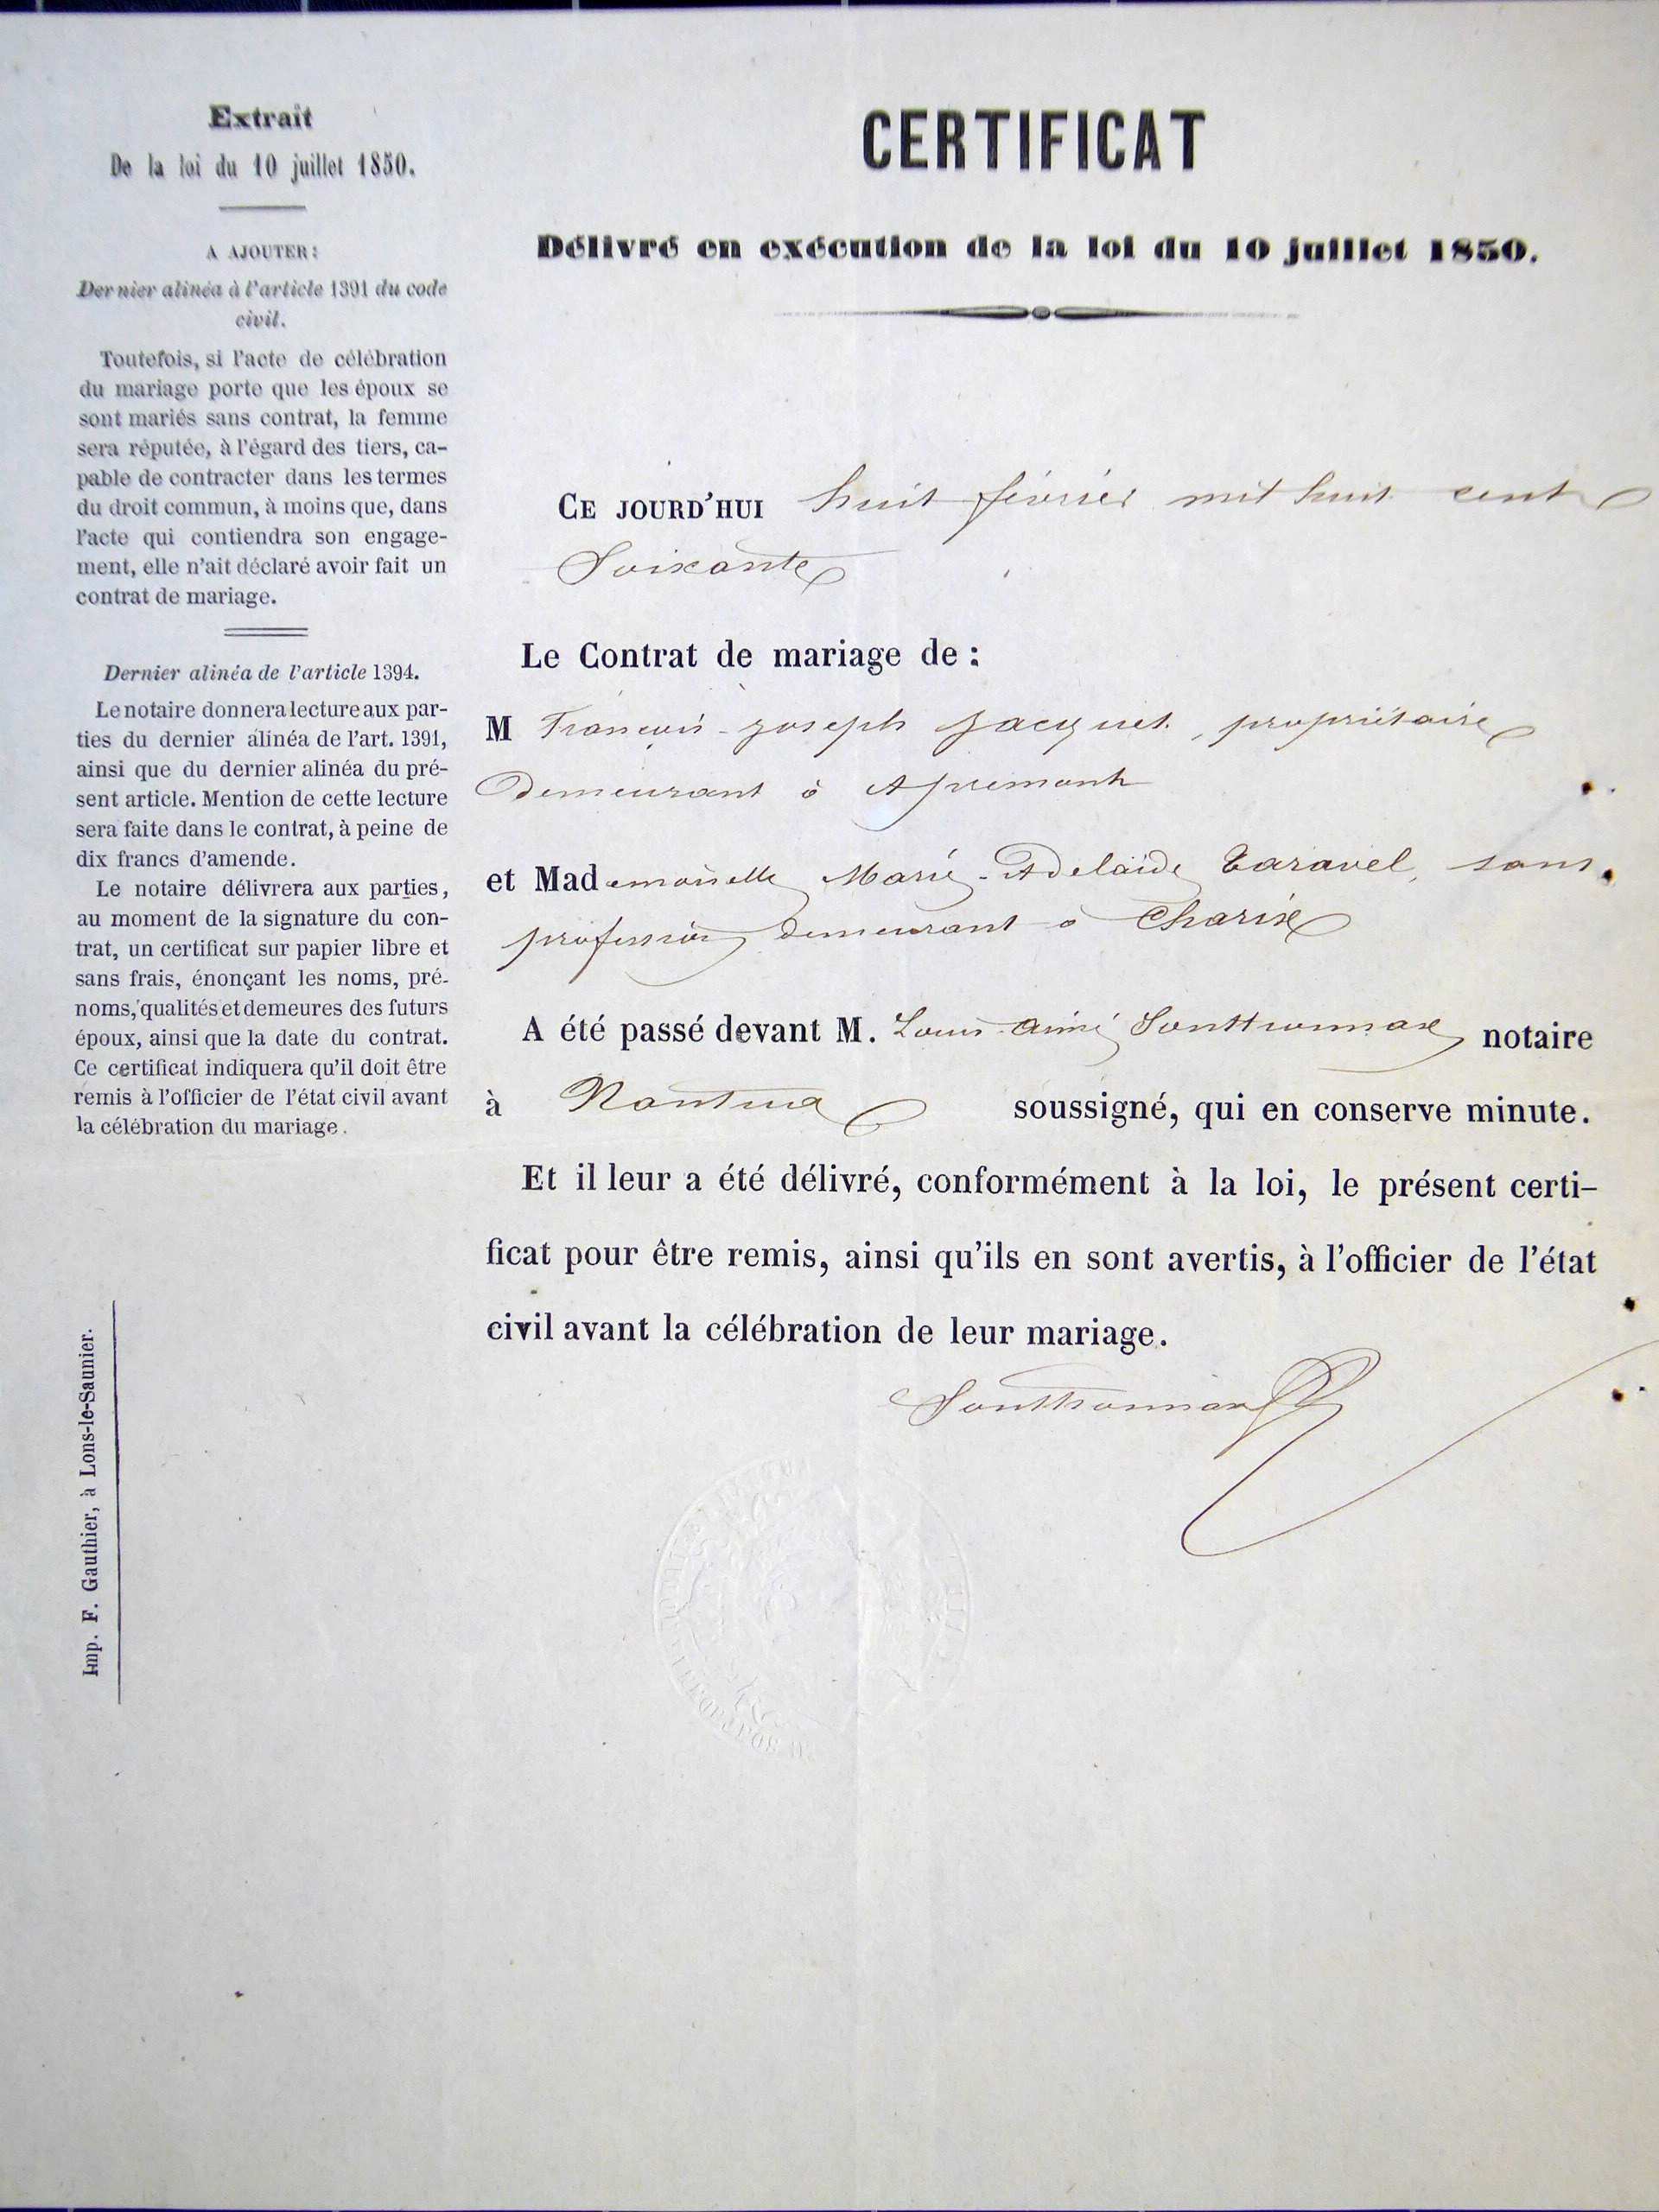 Extrait
De la loi du 10 juillet 1850.
A AJOUTER :
Dernier alinéa à l'article 1391 du code
civil.
Toutefois, si l'acte de célébration
du mariage porte que les époux se
sont mariés sans contrat, la femme
sera réputée, à l'égard des tiers, ca-
pable de contracter dans les termes
du droit commun, à moins que, dans
l'acte qui contiendra son engage-
ment, elle n'ait déclaré avoir fait un
contrat de mariage.
Dernier alinéa de l'article 1394.
Le notaire donnera lecture aux par-
ties du dernier alinéa de l'art. 1391,
ainsi que du dernier alinéa du pré-
sent article. Mention de cette lecture
sera faite dans le contrat, à peine de
dix francs d'amende.
Le notaire délivrera aux parties,
au moment de la signature du con-
trat, un certificat sur papier libre et
sans frais, énonçant les noms, pré-
noms, qualités et demeures des futurs
époux, ainsi que la date du contrat.
Ce certificat indiquera qu'il doit être
remis à l'officier de l'état civil avant
la célébration du mariage.
Imp. F. Gauthier, à Lons-le-Saunier.
CERTIFICAT
Délivré en exécution de la loi du 10 juillet 1850.
CE JOURD'HUI huit février mil huit cent
Soixante
Le Contrat de mariage de :
M François-joseph Jacquet, propriétaire
Demeurant à Apremont
et Mademoiselle Marie-Adelaïde Taravel, sans
profession demeurant à Charix
A été passé devant M. Louis-Aimé Sonthonnax notaire
à Nantua soussigné, qui en conserve minute.
Et il leur a été délivré, conformément à la loi, le présent certi-
ficat pour être remis, ainsi qu'ils en sont avertis, à l'officier de l'état
civil avant la célébration de leur mariage.
Sonthonnax